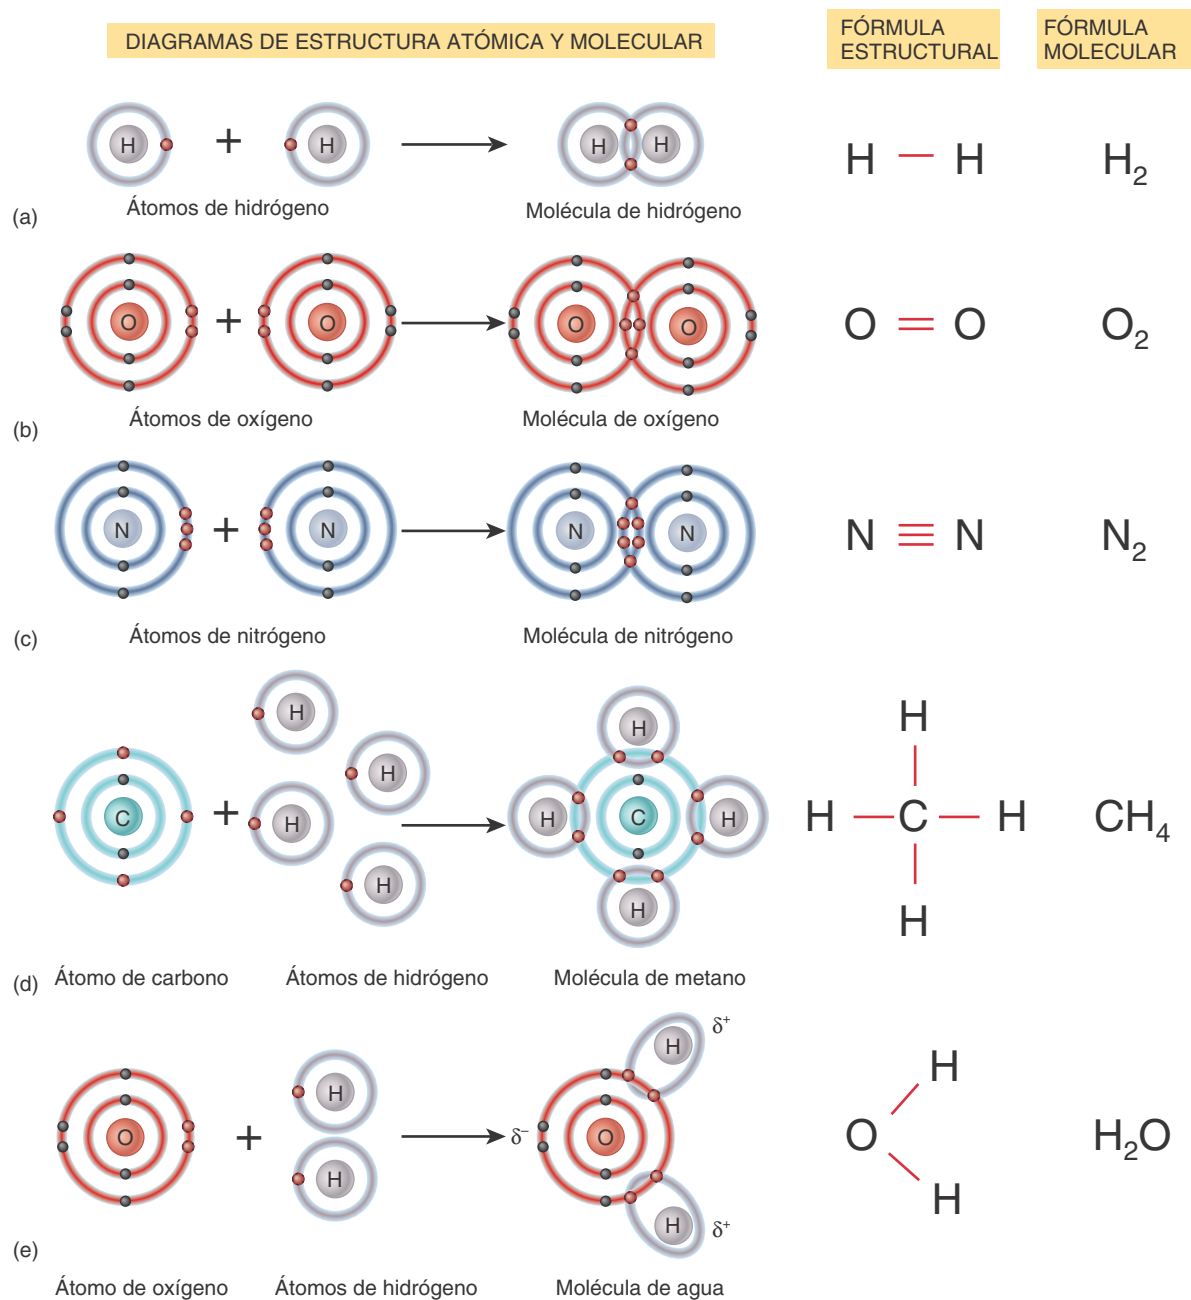 DIAGRAMAS DE ESTRUCTURA ATÓMICA Y MOLECULAR
FÓRMULA
ESTRUCTURAL
FÓRMULA
MOLECULAR
H + H H H H — H H₂
(a) Átomos de hidrógeno Molécula de hidrógeno
O + O O O O = O O₂
(b) Átomos de oxígeno Molécula de oxígeno
N + N N N N ≡ N N₂
(c) Átomos de nitrógeno Molécula de nitrógeno
H
H
H
H
C +
H
H C H
H
H
H — C — H
H
CH₄
(d) Átomo de carbono Átomos de hidrógeno Molécula de metano
O +
H
H
δ⁻ O
H δ⁺
H δ⁺
H
O
H
H₂O
(e)
Átomo de oxígeno Átomos de hidrógeno Molécula de agua